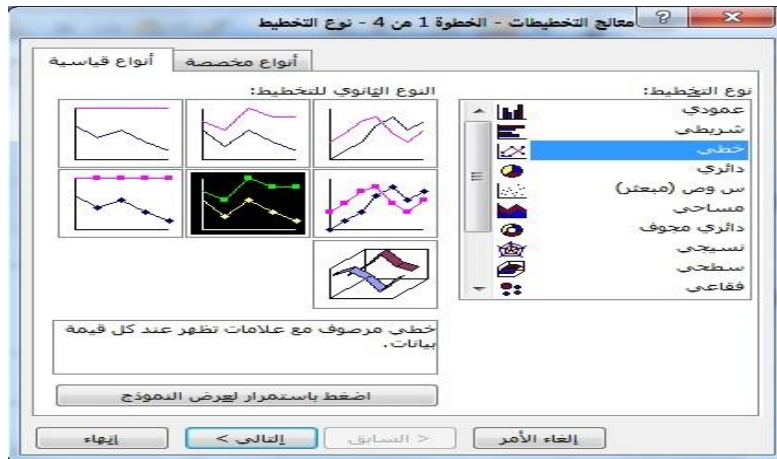 معالج التخطيطات - الخطوة 1 من 4 - نوع التخطيط
أنواع قياسية
أنواع مخصصة
نوع التخطيط:
عمودي
شريطي
خطي
دائري
س وص (مبعثر)
مساحي
دائري مجوف
نسيجي
سطحي
فقاعي
النوع الثانوي للتخطيط:
خطي مرصوف مع علامات تظهر عند كل قيمة
بيانات.
اضغط باستمرار لعرض النموذج
إلغاء الأمر
< السابق
التالي >
إنهاء